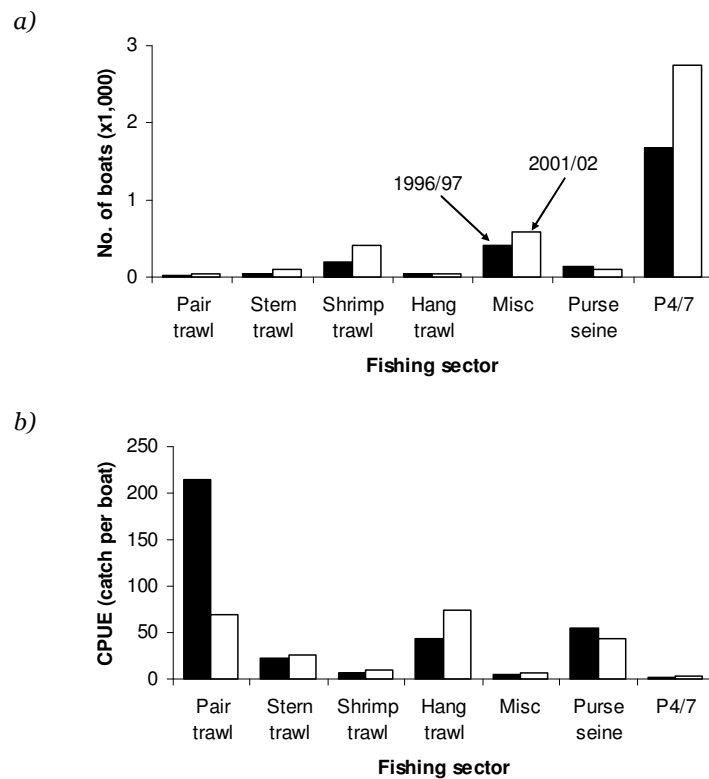 a)
No. of boats (x1,000)
3
2
1
0
1996/97
2001/02
Pair trawl
Stern trawl
Shrimp trawl
Hang trawl
Misc
Purse seine
P4/7
Fishing sector
b)
CPUE (catch per boat)
250
200
150
100
50
0
Pair trawl
Stern trawl
Shrimp trawl
Hang trawl
Misc
Purse seine
P4/7
Fishing sector